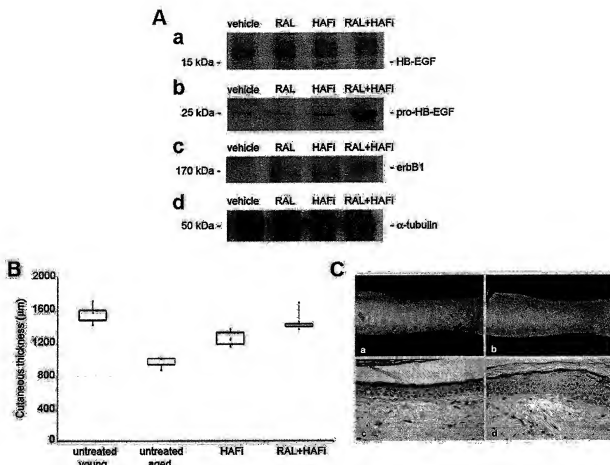 A
vehicle RAL HAFi RAL+HAFi
a
15 kDa - - HB-EGF
vehicle RAL HAFi RAL+HAFi
b
25 kDa - - pro-HB-EGF
vehicle RAL HAFi RAL+HAFi
c
170 kDa - - erbB1
vehicle RAL HAFi RAL+HAFi
d
50 kDa - - α-tubulin
B
Cutaneous thickness (μm)
2000
1600
1200
800
400
0
untreated young
untreated aged
HAFi
RAL+HAFi
C
a
b
c
d